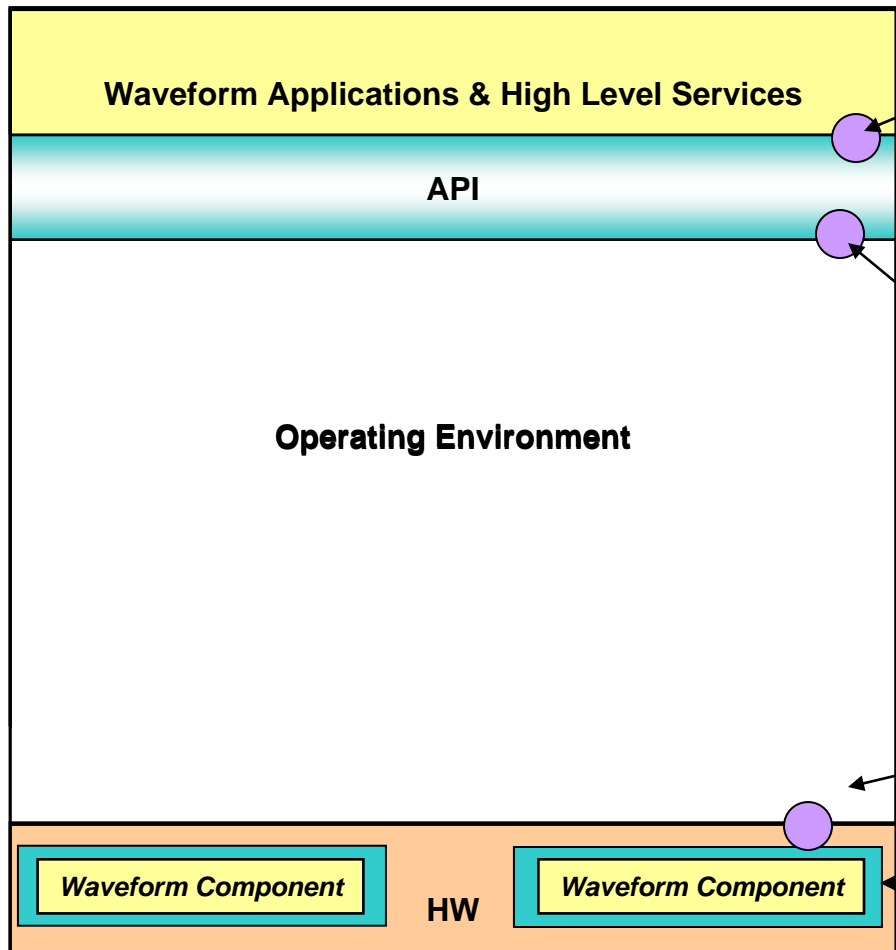 Waveform Applications & High Level Services
API
Operating Environment
Waveform Component
Waveform Component
HW